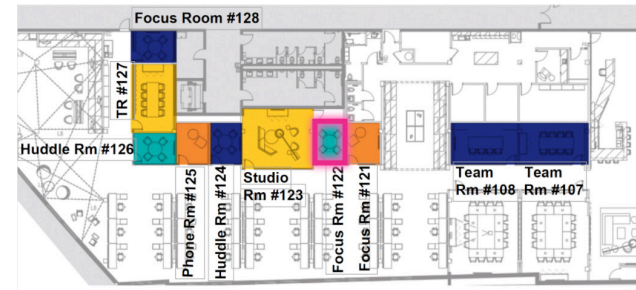 Focus Room #128
TR #127
Huddle Rm #126
Phone Rm #125
Huddle Rm #124
Studio
Rm #123
Focus Rm #122
Focus Rm #121
Team
Rm #108
Team
Rm #107